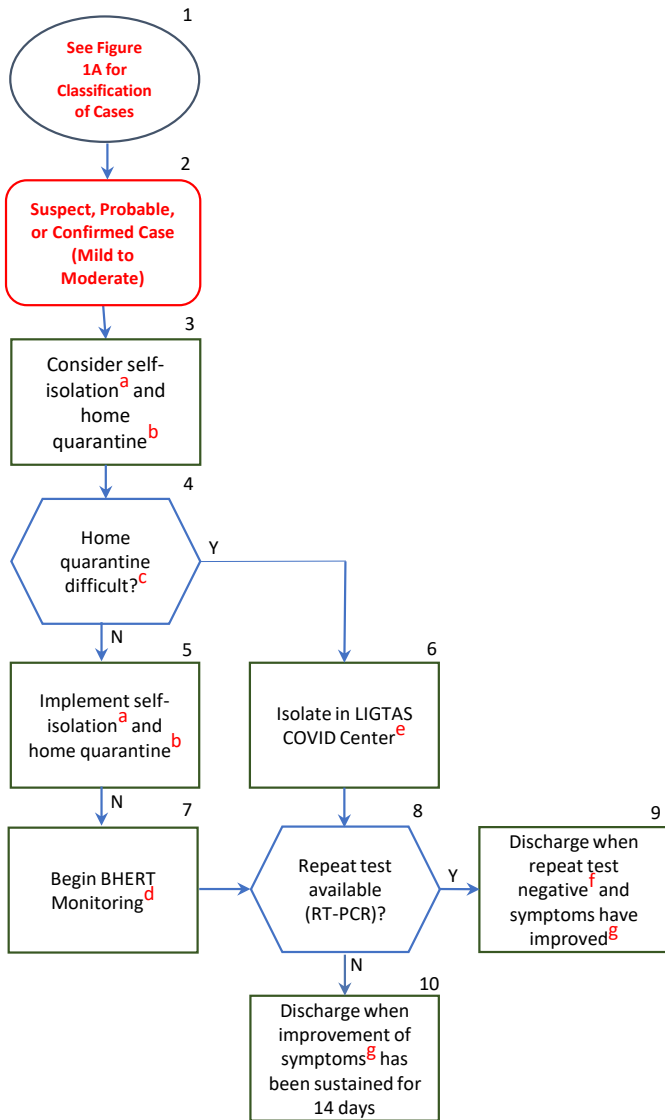 1
See Figure
1A for
Classification
of Cases
2
Suspect, Probable,
or Confirmed Case
(Mild to
Moderate)
3
Consider self-
isolationa and
home
quarantineb
4
Home
quarantine
difficult?c
Y
N
5
Implement self-
isolationa and
home quarantineb
6
Isolate in LIGTAS
COVID Centere
N
7
Begin BHERT
Monitoringd
8
Repeat test
available
(RT-PCR)?
Y
9
Discharge when
repeat test
negativef and
symptoms have
improvedg
N
10
Discharge when
improvement of
symptomsg has
been sustained for
14 days